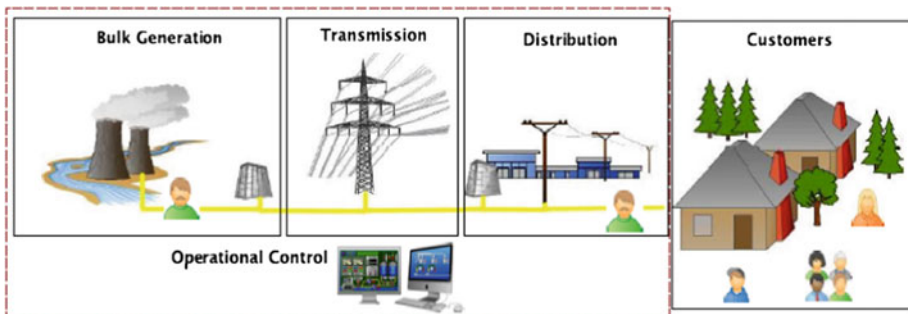 Bulk Generation
Transmission
Distribution
Customers
Operational Control